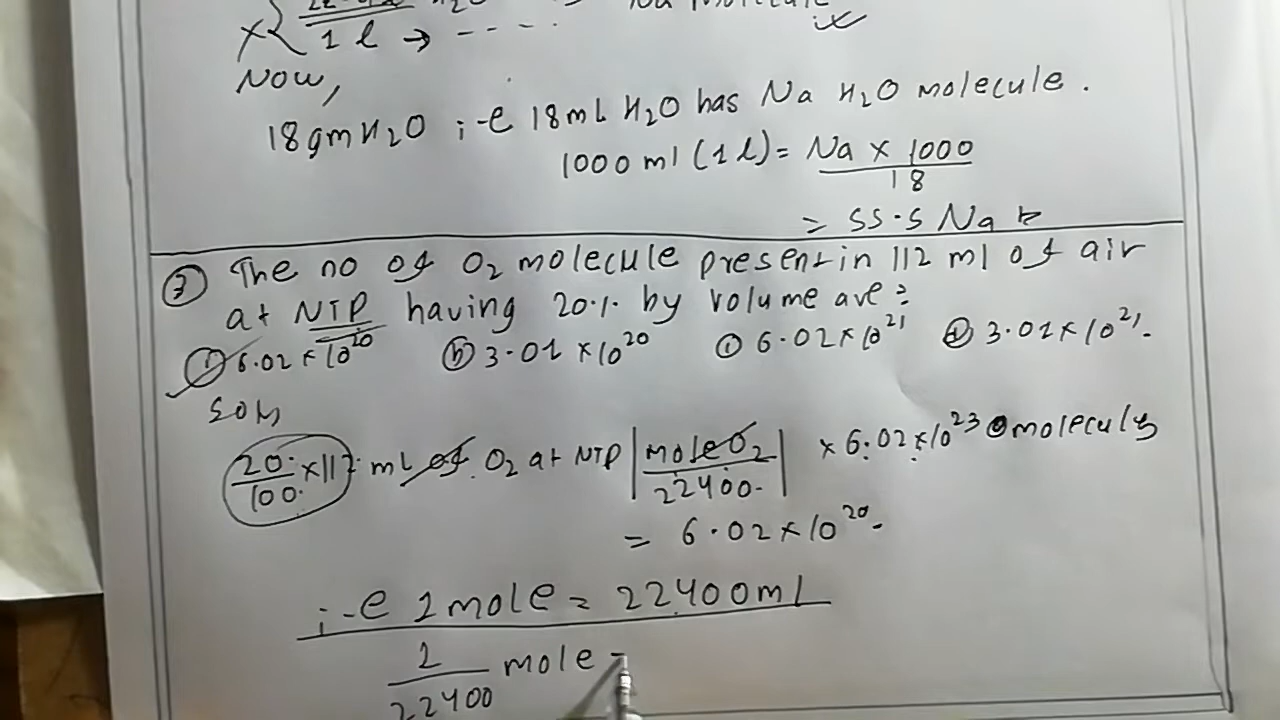 1 l → - - - .
Now,
18gm H2O i-e 18ml H2O has Na H2O molecule.
1000 ml (1 l) = Na x 1000
18
= 55.5 Na
7 The no of O2 molecule present in 112 ml of air
at NTP having 20% by volume are:
6.02 x 10^20 b 3.01 x 10^20 c 6.02 x 10^21 d 3.01 x 10^21.
Soln
20/100 x 112 ml of O2 at NTP | mole O2 / 22400 | x 6.02 x 10^23 molecules
= 6.02 x 10^20.
i-e 1 mole = 22400 ml
1/22400 mole =